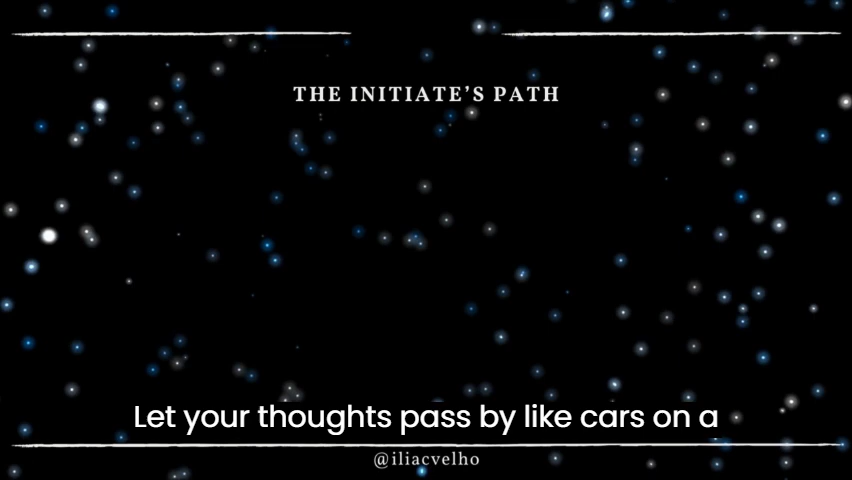 THE INITIATE’S PATH
Let your thoughts pass by like cars on a
@iliacvelho